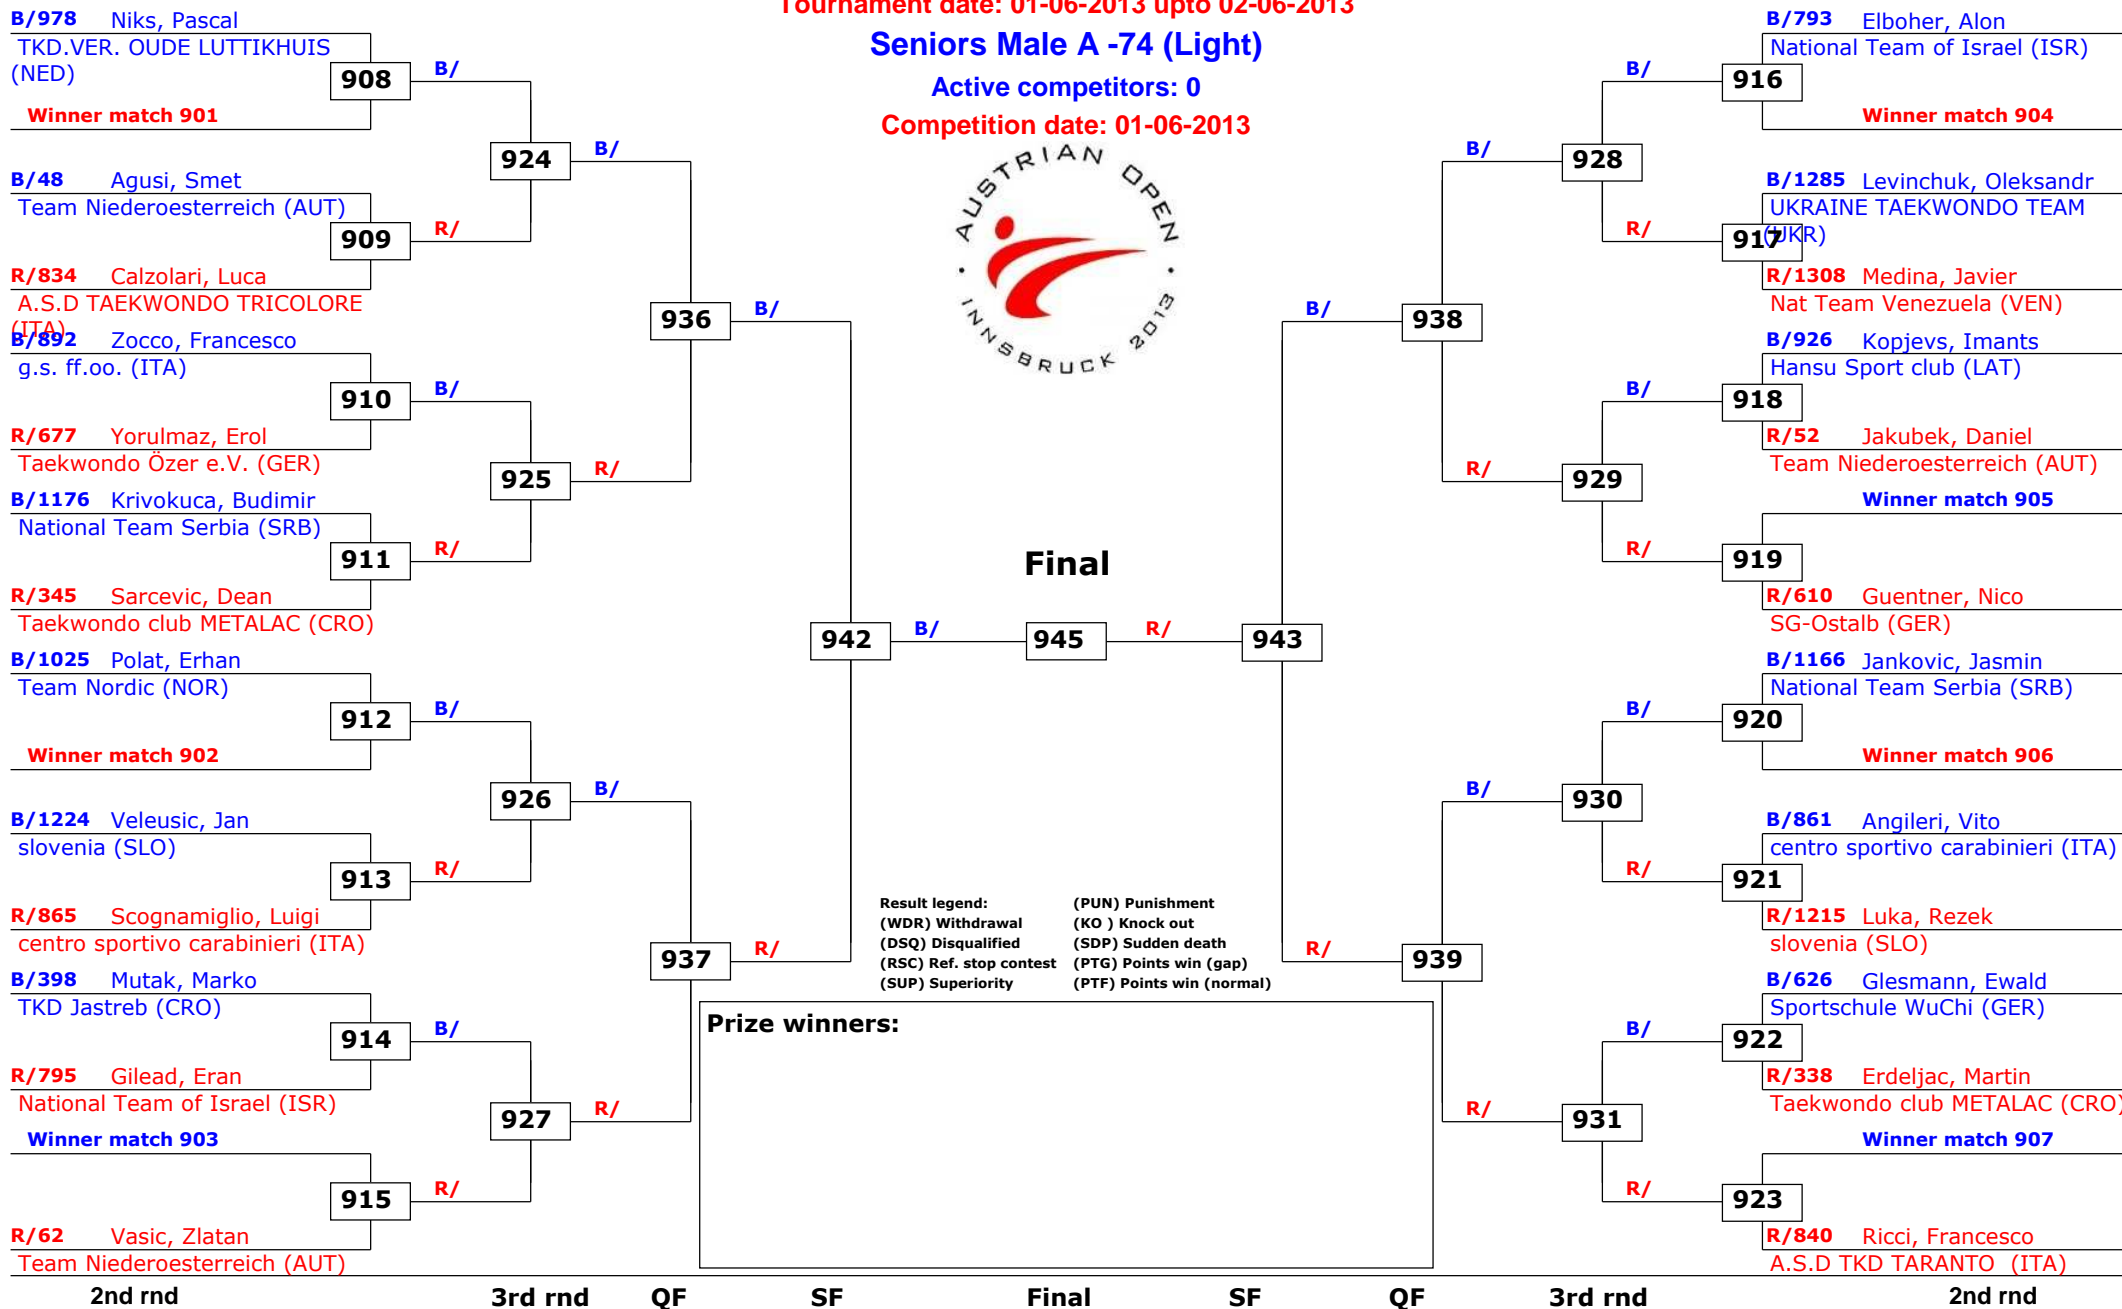 Tournament date: 01-06-2013 upto 02-06-2013
Seniors Male A -74 (Light)
Active competitors: 0
Competition date: 01-06-2013
AUSTRIAN OPEN
· INNSBRUCK 2013 ·
B/978 Niks, Pascal
TKD.VER. OUDE LUTTIKHUIS
(NED)
908
Winner match 901
B/48 Agusi, Smet
Team Niederoesterreich (AUT)
909
R/834 Calzolari, Luca
A.S.D TAEKWONDO TRICOLORE
(ITA)
B/892 Zocco, Francesco
g.s. ff.oo. (ITA)
910
R/677 Yorulmaz, Erol
Taekwondo Özer e.V. (GER)
B/1176 Krivokuca, Budimir
National Team Serbia (SRB)
911
R/345 Sarcevic, Dean
Taekwondo club METALAC (CRO)
B/1025 Polat, Erhan
Team Nordic (NOR)
912
Winner match 902
B/1224 Veleusic, Jan
slovenia (SLO)
913
R/865 Scognamiglio, Luigi
centro sportivo carabinieri (ITA)
B/398 Mutak, Marko
TKD Jastreb (CRO)
914
R/795 Gilead, Eran
National Team of Israel (ISR)
Winner match 903
915
R/62 Vasic, Zlatan
Team Niederoesterreich (AUT)
B/
924
R/
B/
925
R/
B/
926
R/
B/
927
R/
B/
936
R/
B/
937
R/
B/
942
R/
B/
Final
945
R/
943
B/
R/
938
B/
R/
939
B/
R/
928
B/
R/
929
B/
R/
930
B/
R/
931
B/
R/
B/793 Elboher, Alon
National Team of Israel (ISR)
916
Winner match 904
B/1285 Levinchuk, Oleksandr
UKRAINE TAEKWONDO TEAM
(UKR)
917
R/1308 Medina, Javier
Nat Team Venezuela (VEN)
B/926 Kopjevs, Imants
Hansu Sport club (LAT)
918
R/52 Jakubek, Daniel
Team Niederoesterreich (AUT)
Winner match 905
919
R/610 Guentner, Nico
SG-Ostalb (GER)
B/1166 Jankovic, Jasmin
National Team Serbia (SRB)
920
Winner match 906
B/861 Angileri, Vito
centro sportivo carabinieri (ITA)
921
R/1215 Luka, Rezek
slovenia (SLO)
B/626 Glesmann, Ewald
Sportschule WuChi (GER)
922
R/338 Erdeljac, Martin
Taekwondo club METALAC (CRO)
Winner match 907
923
R/840 Ricci, Francesco
A.S.D TKD TARANTO (ITA)
Result legend: (PUN) Punishment
(WDR) Withdrawal (KO ) Knock out
(DSQ) Disqualified (SDP) Sudden death
(RSC) Ref. stop contest (PTG) Points win (gap)
(SUP) Superiority (PTF) Points win (normal)
Prize winners:
2nd rnd 3rd rnd QF SF Final SF QF 3rd rnd 2nd rnd